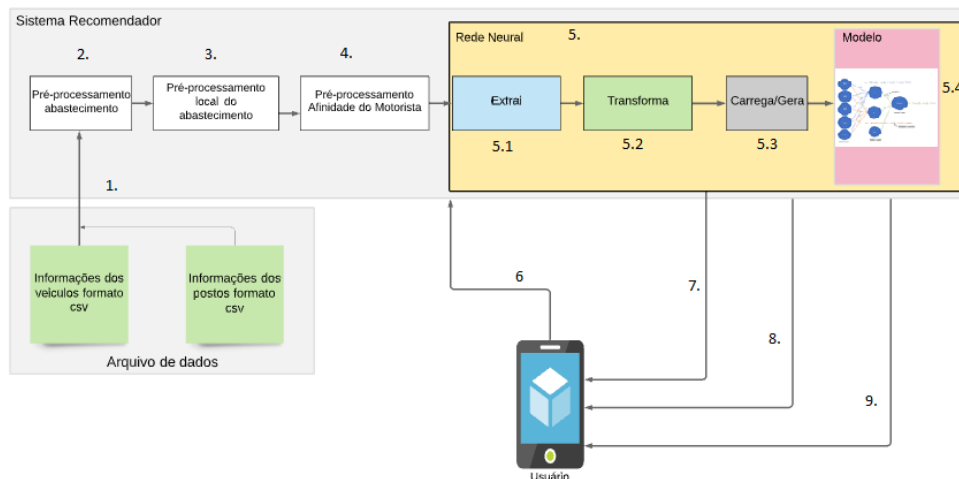 Sistema Recomendador
2.
3.
4.
Rede Neural
5.
Modelo
Pré-processamento
abastecimento
Pré-processamento
local do
abastecimento
Pré-processamento
Afinidade do Motorista
Extrai
Transforma
Carrega/Gera
5.4
5.1
5.2
5.3
1.
Informações dos
veiculos formato
csv
Informações dos
postos formato
csv
Arquivo de dados
6
7.
8.
9.
Usuário